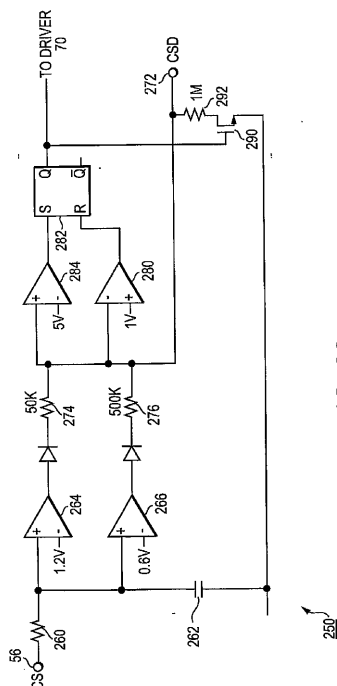 TO DRIVER
70
272
CSD
1M
292
290
S
Q
R
Q̅
282
284
280
5V
1V
+
-
-
+
50K
274
500K
276
264
266
+
-
1.2V
+
-
0.6V
262
56
CS
260
250